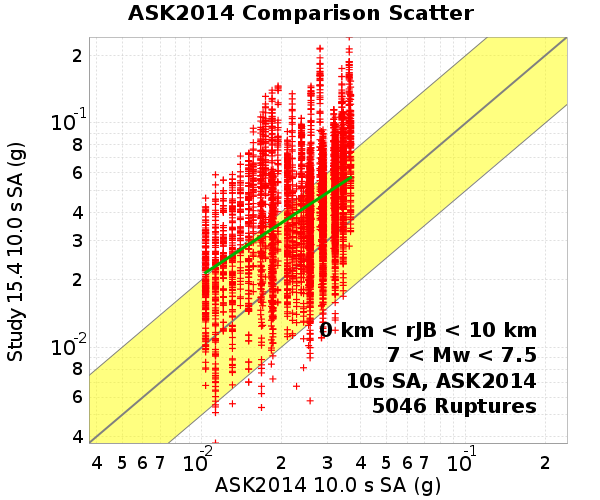 ASK2014 Comparison Scatter
Study 15.4 10.0 s SA (g)
2
10⁻¹
8
6
4
3
2
10⁻²
8
6
4
0 km < rJB < 10 km
7 < Mw < 7.5
10s SA, ASK2014
5046 Ruptures
4 5 6 7 10⁻² 2 3 4 5 6 7 10⁻¹ 2
ASK2014 10.0 s SA (g)